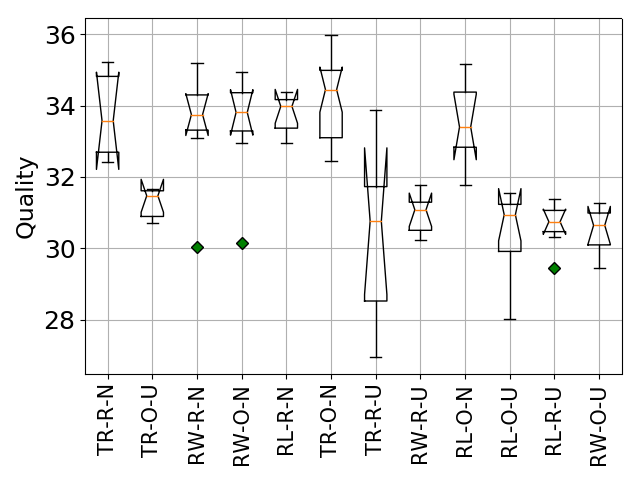 Quality
36
34
32
30
28
TR-R-N
TR-O-U
RW-R-N
RW-O-N
RL-R-N
TR-O-N
TR-R-U
RW-R-U
RL-O-N
RL-O-U
RL-R-U
RW-O-U